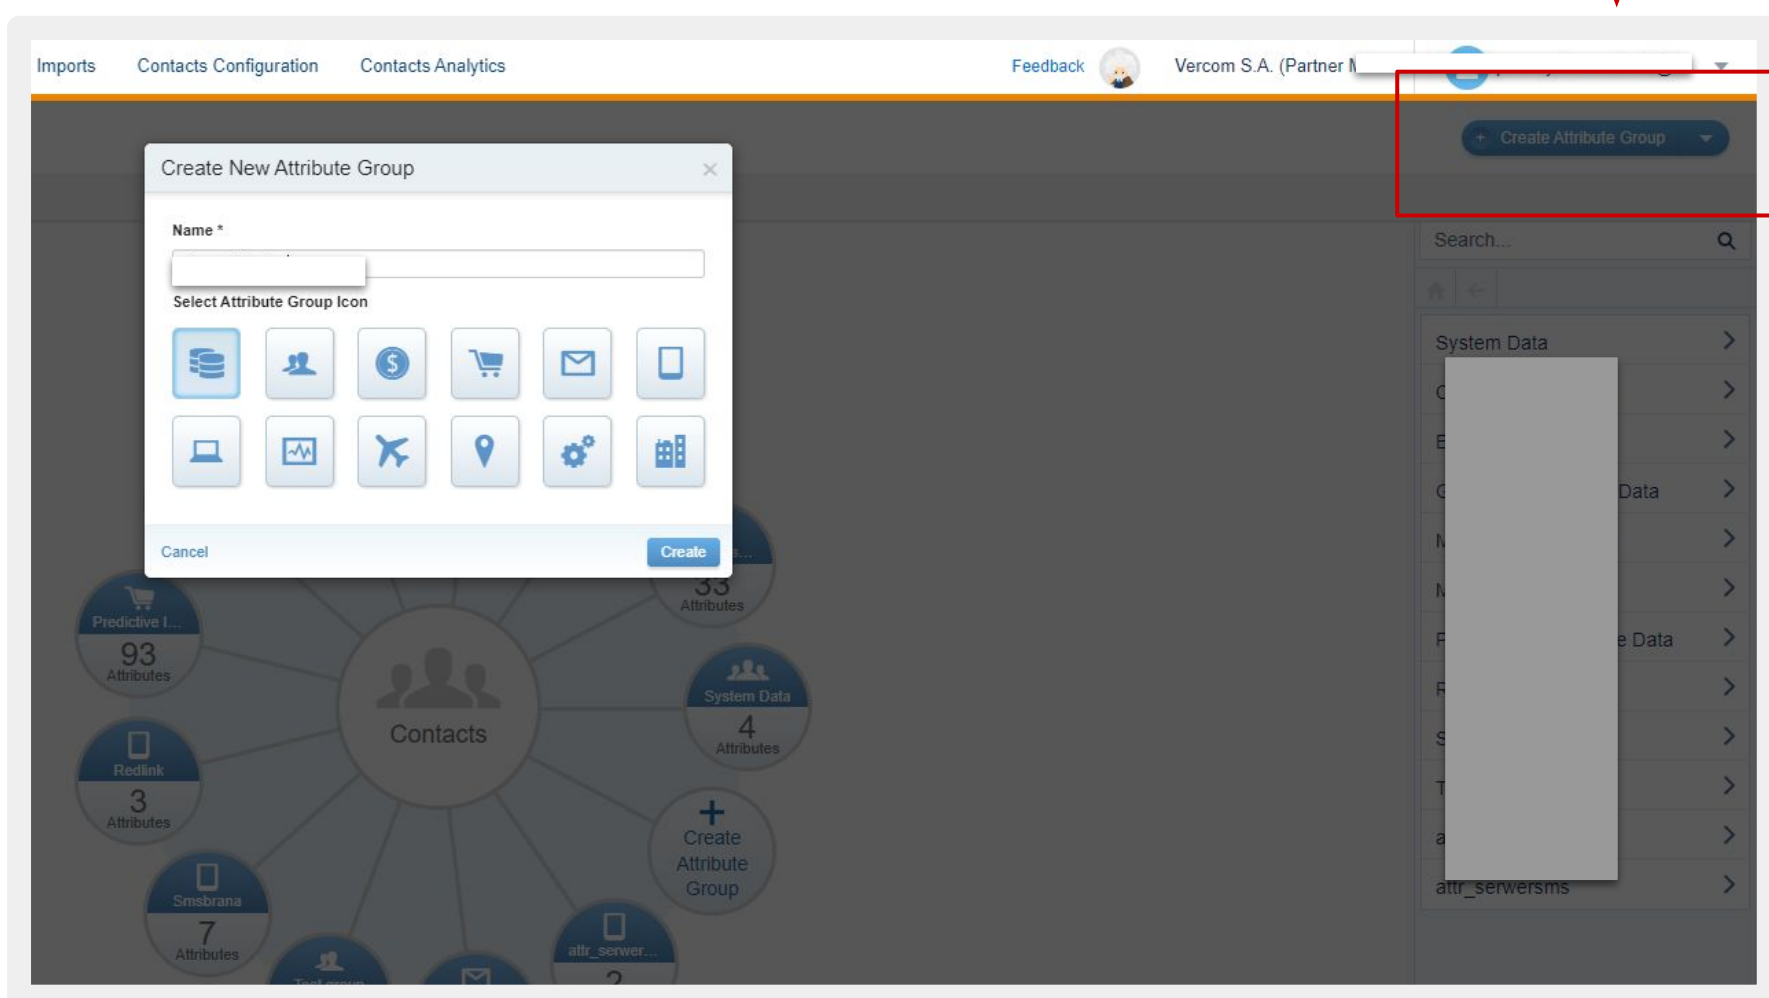 Imports Contacts Configuration Contacts Analytics Feedback Vercom S.A. (Partner
Create Attribute Group
Create New Attribute Group
Name *
Select Attribute Group Icon
Cancel Create
Search...
System Data
Data
Data
attr_serwersms
33
Attributes
Predictive I...
93
Attributes
Contacts
System Data
4
Attributes
Redlink
3
Attributes
Create
Attribute
Group
Smsbrana
7
Attributes
attr_serwer...
2